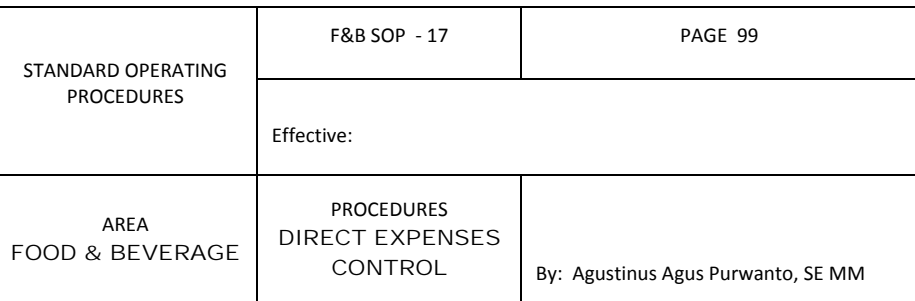 STANDARD OPERATING
PROCEDURES
F&B SOP - 17
PAGE 99
Effective:
AREA
FOOD & BEVERAGE
PROCEDURES
DIRECT EXPENSES
CONTROL
By: Agustinus Agus Purwanto, SE MM